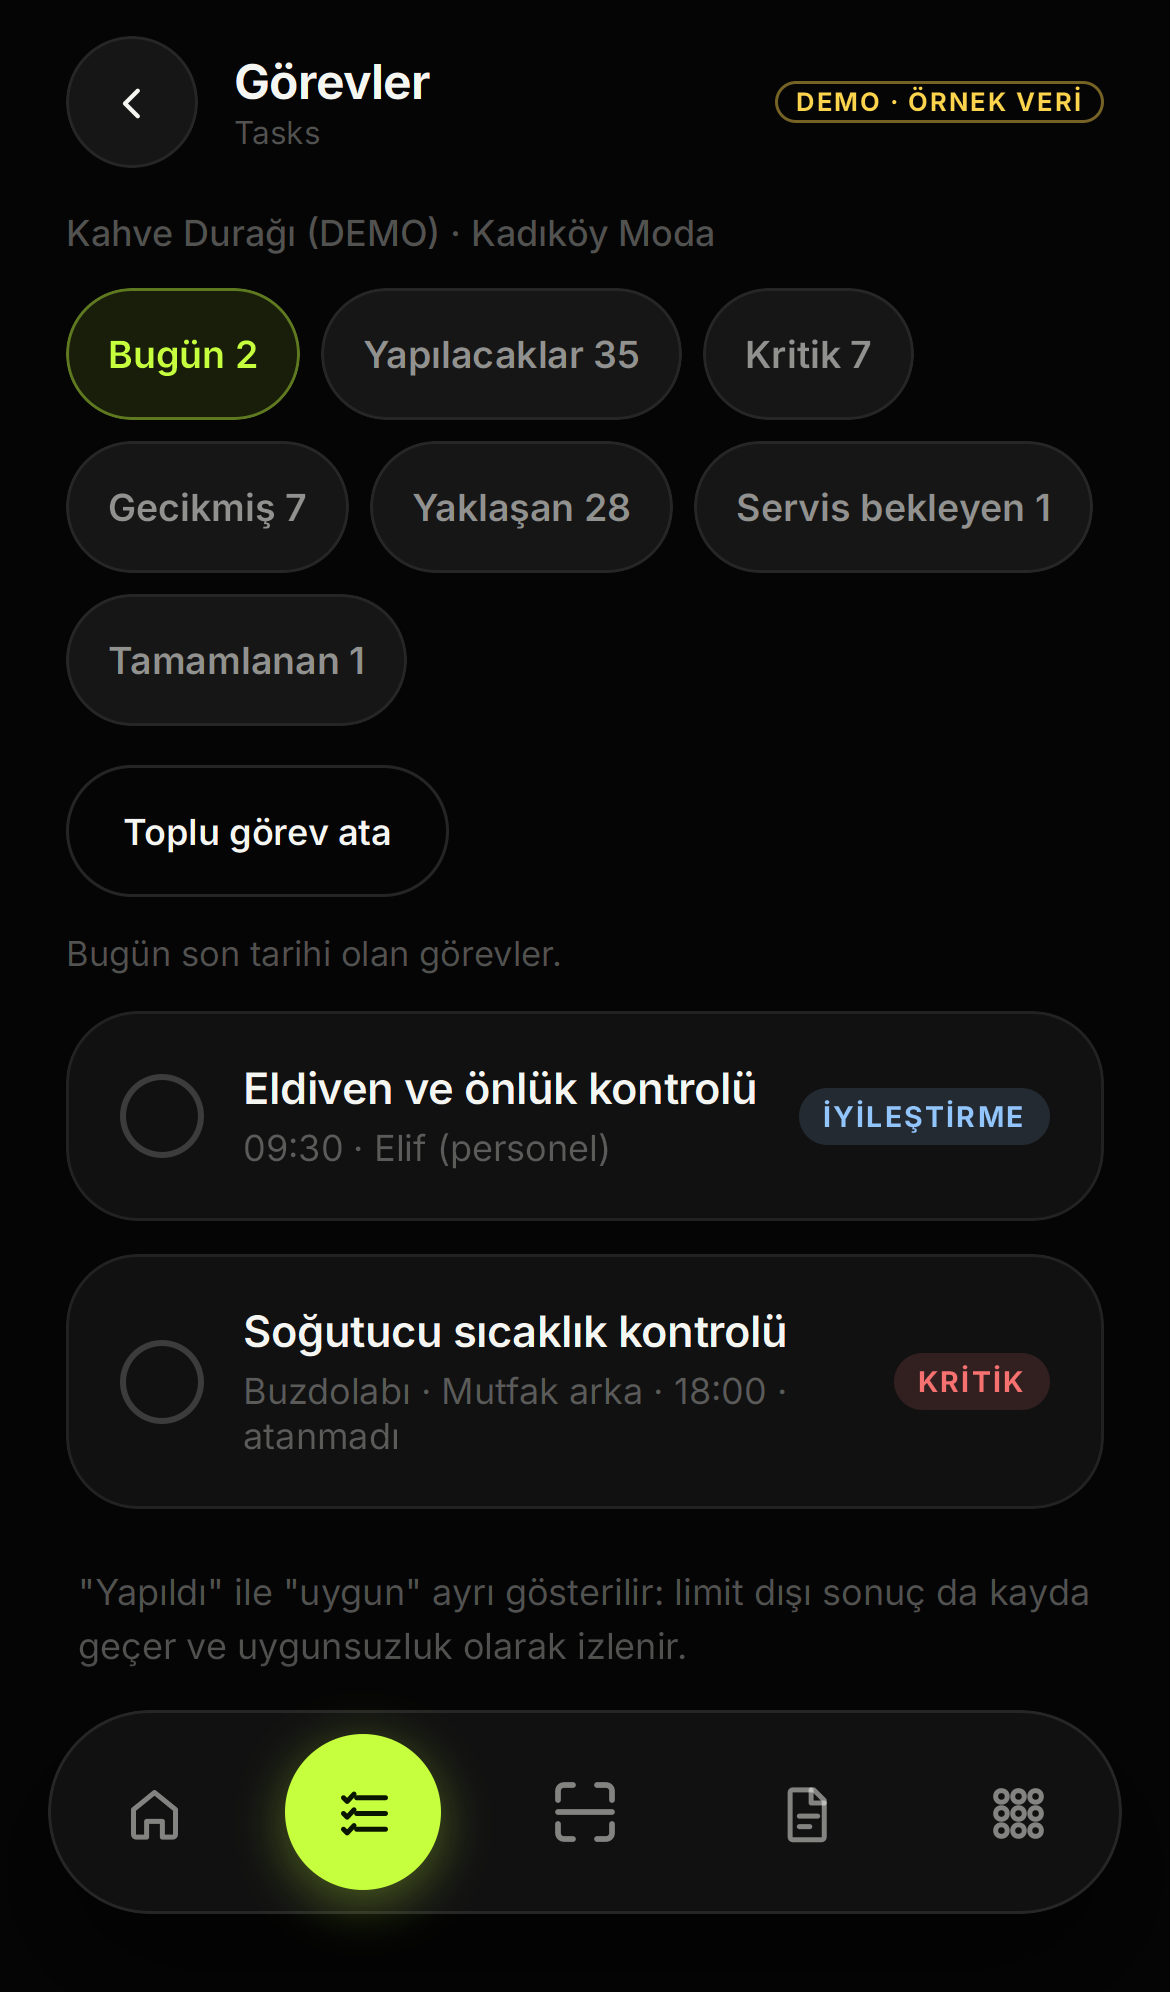 Görevler
Tasks
DEMO · ÖRNEK VERİ
Kahve Durağı (DEMO) · Kadıköy Moda
Bugün 2
Yapılacaklar 35
Kritik 7
Gecikmiş 7
Yaklaşan 28
Servis bekleyen 1
Tamamlanan 1
Toplu görev ata
Bugün son tarihi olan görevler.
Eldiven ve önlük kontrolü
09:30 · Elif (personel)
İYİLEŞTİRME
Soğutucu sıcaklık kontrolü
Buzdolabı · Mutfak arka · 18:00 ·
atanmadı
KRİTİK
"Yapıldı" ile "uygun" ayrı gösterilir: limit dışı sonuç da kayda
geçer ve uygunsuzluk olarak izlenir.